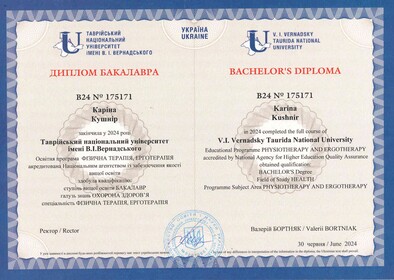 ТАВРІЙСЬКИЙ
НАЦІОНАЛЬНИЙ
УНІВЕРСИТЕТ
ІМЕНІ В. І. ВЕРНАДСЬКОГО
УКРАЇНА
UKRAINE
V. I. VERNADSKY
TAURIDA NATIONAL
UNIVERSITY
ДИПЛОМ БАКАЛАВРА
B24 № 175171
Каріна
Кушнір
закінчила у 2024 році
Таврійський національний університет
імені В.І.Вернадського
Освітня програма ФІЗИЧНА ТЕРАПІЯ, ЕРГОТЕРАПІЯ
акредитована Національним агентством із забезпечення якості
вищої освіти
здобула кваліфікацію:
ступінь вищої освіти БАКАЛАВР
галузь знань ОХОРОНА ЗДОРОВ'Я
спеціальність ФІЗИЧНА ТЕРАПІЯ, ЕРГОТЕРАПІЯ
BACHELOR'S DIPLOMA
B24 № 175171
Karina
Kushnir
in 2024 completed the full course of
V.I. Vernadsky Taurida National University
Educational Programme PHYSIOTHERAPY AND ERGOTHERAPY
accredited by National Agency for Higher Education Quality Assurance
obtained qualification:
BACHELOR'S Degree
Field of Study HEALTH
Programme Subject Area PHYSIOTHERAPY AND ERGOTHERAPY
Ректор / Rector
Валерій БОРТНЯК / Valerii BORTNIAK
30 червня / June 2024